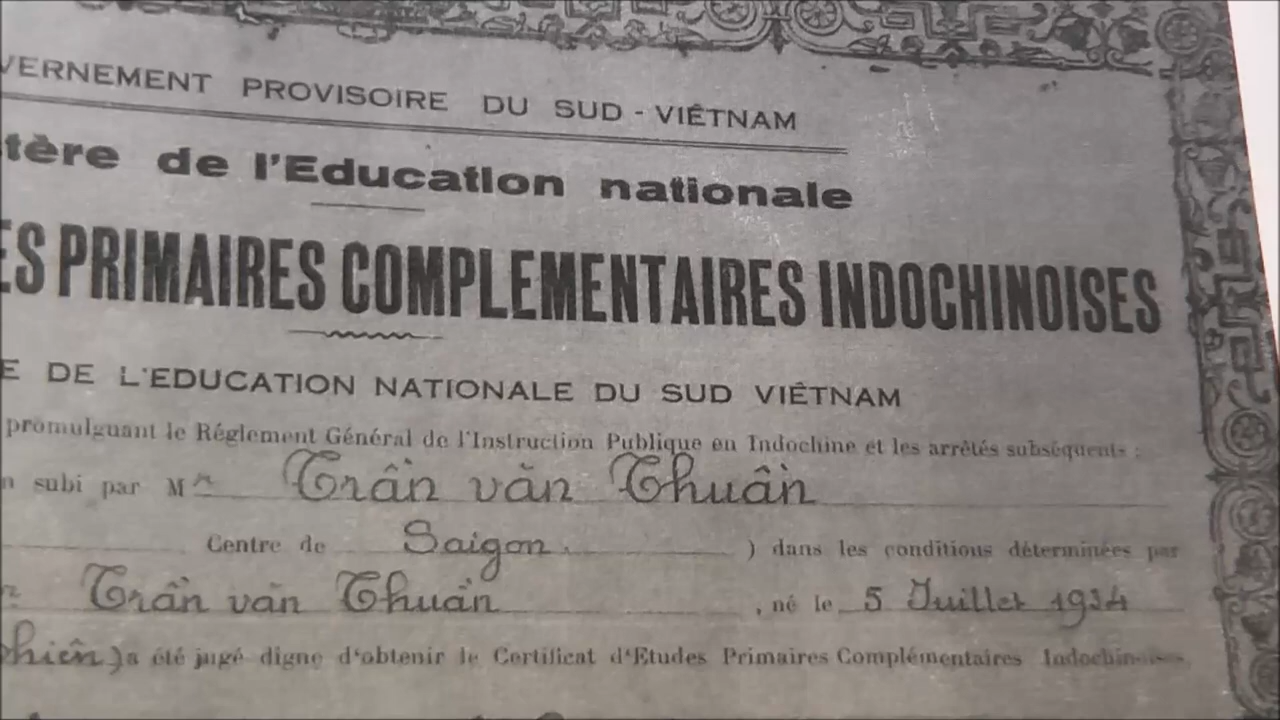 VERNEMENT PROVISOIRE DU SUD - VIÊTNAM
tère de l'Education nationale
ES PRIMAIRES COMPLEMENTAIRES INDOCHINOISES
E DE L'EDUCATION NATIONALE DU SUD VIÊTNAM
promulguant le Réglement Général de l'Instruction Publique en Indochine et les arrêtés subséquents :
n subi par M Trần văn Thuần
Centre de Saigon. ) dans les conditions déterminées par
Trần văn Thuần , né le 5 Juillet 1934
hiên) a été jugé digne d'obtenir le Certificat d'Etudes Primaires Complémentaires Indochinoises